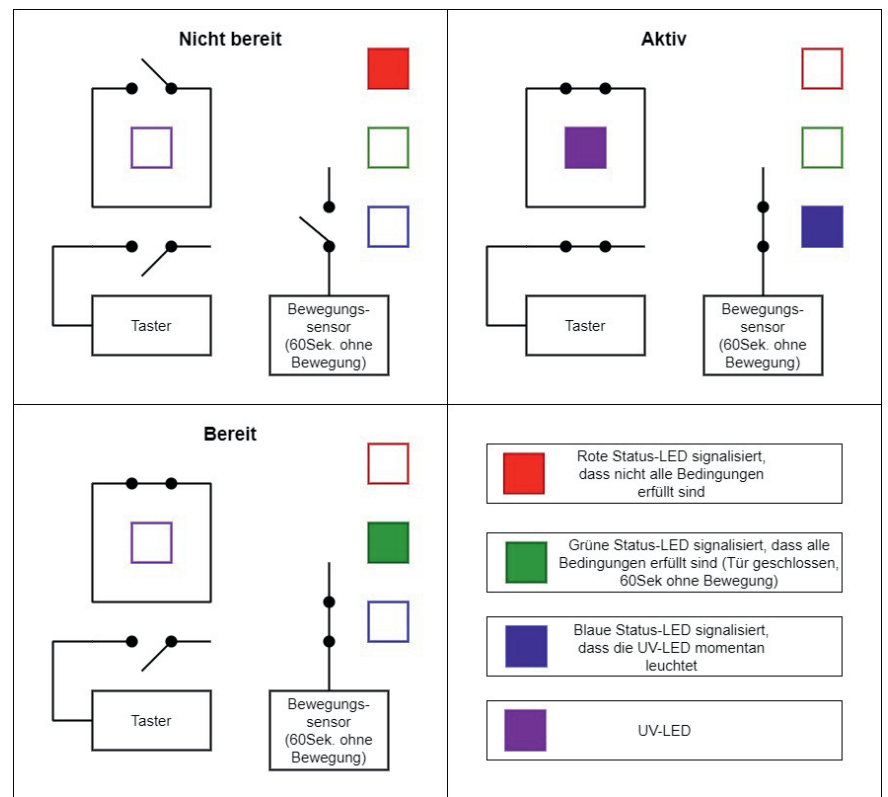 Nicht bereit
Taster
Bewegungs-
sensor
(60Sek. ohne
Bewegung)
Aktiv
Taster
Bewegungs-
sensor
(60Sek. ohne
Bewegung)
Bereit
Taster
Bewegungs-
sensor
(60Sek. ohne
Bewegung)
Rote Status-LED signalisiert,
dass nicht alle Bedingungen
erfüllt sind
Grüne Status-LED signalisiert, dass alle
Bedingungen erfüllt sind (Tür geschlossen,
60Sek ohne Bewegung)
Blaue Status-LED signalisiert,
dass die UV-LED momentan
leuchtet
UV-LED